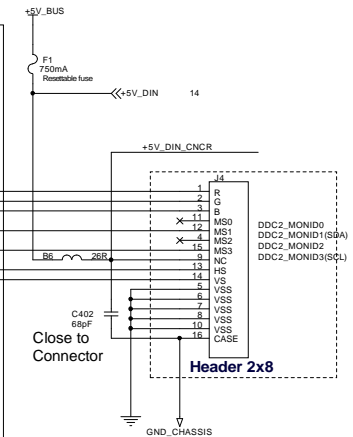 +5V_BUS
F1
750mA
Resettable fuse
+5V_DIN 14
+5V_DIN_CNCR
J4
1 R
2 G
3 B
11 MS0 DDC2_MONID0
12 MS1 DDC2_MONID1(SDA)
4 MS2 DDC2_MONID2
15 MS3 DDC2_MONID3(SCL)
B6 26R 9 NC
13 HS
14 VS
5 VSS
6 VSS
7 VSS
8 VSS
10 VSS
16 CASE
C402
68pF
Close to
Connector
Header 2x8
GND_CHASSIS